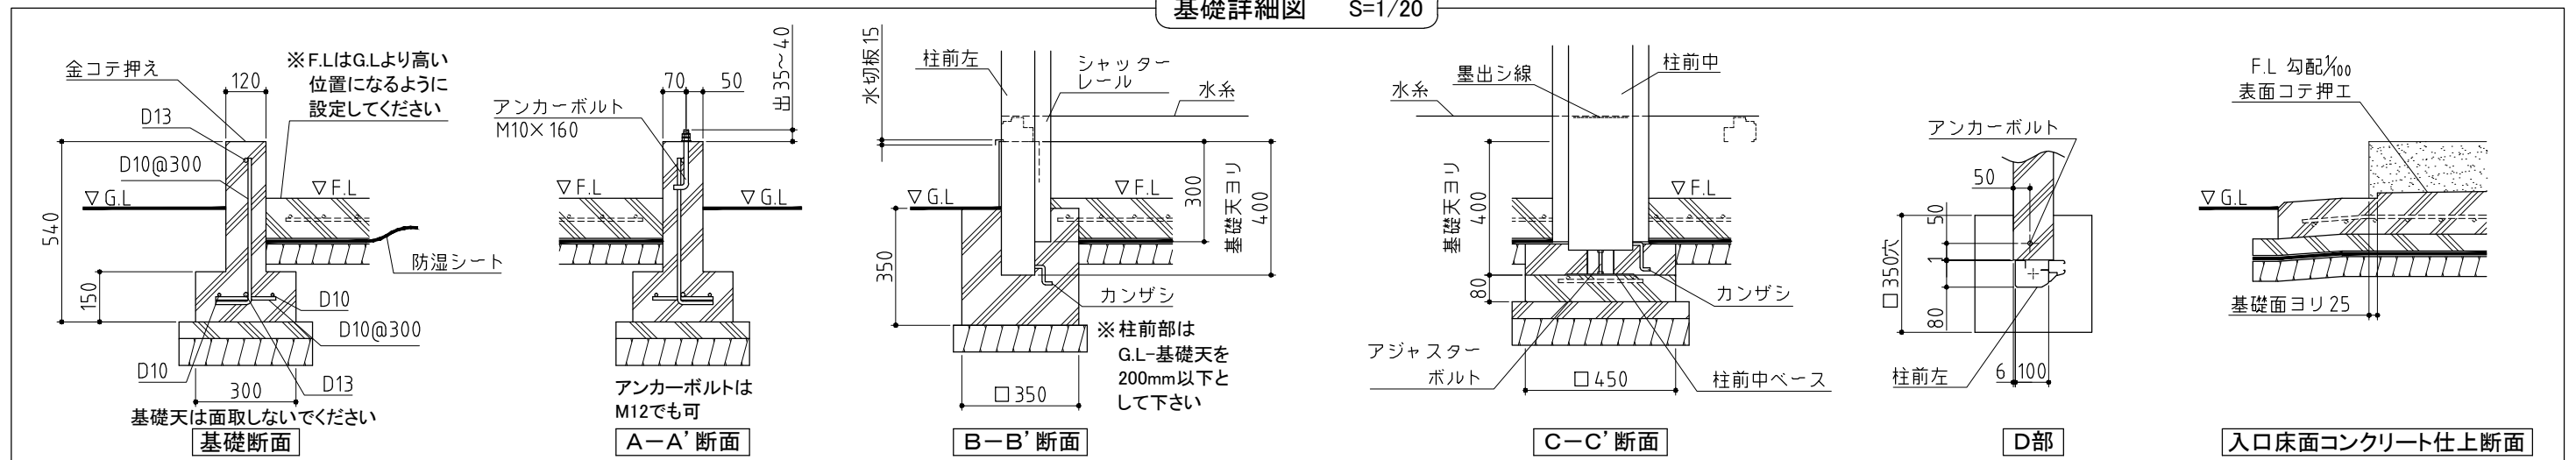 基礎詳細図 S=1/20
金コテ押え
120
※F.LはG.Lより高い
位置になるように
設定してください
D13
D10@300
▽G.L
▽F.L
540
150
防湿シート
D10
D10@300
D10
D13
300
基礎天は面取しないでください
基礎断面
70
50
出35~40
アンカーボルト
M10×160
▽F.L
▽G.L
アンカーボルトは
M12でも可
A-A'断面
水切板15
柱前左
シャッター
レール
水糸
▽G.L
▽F.L
300
400
基礎天ヨリ
350
カンザシ
※柱前部は
G.L-基礎天を
200mm以下と
して下さい
□350
B-B'断面
水糸
墨出シ線
柱前中
基礎天ヨリ
400
80
▽F.L
カンザシ
アジャスター
ボルト
□450
柱前中ベース
C-C'断面
アンカーボルト
50
50
1
80
□350穴
柱前左
6
100
D部
F.L 勾配1/100
表面コテ押エ
▽G.L
基礎面ヨリ25
入口床面コンクリート仕上断面